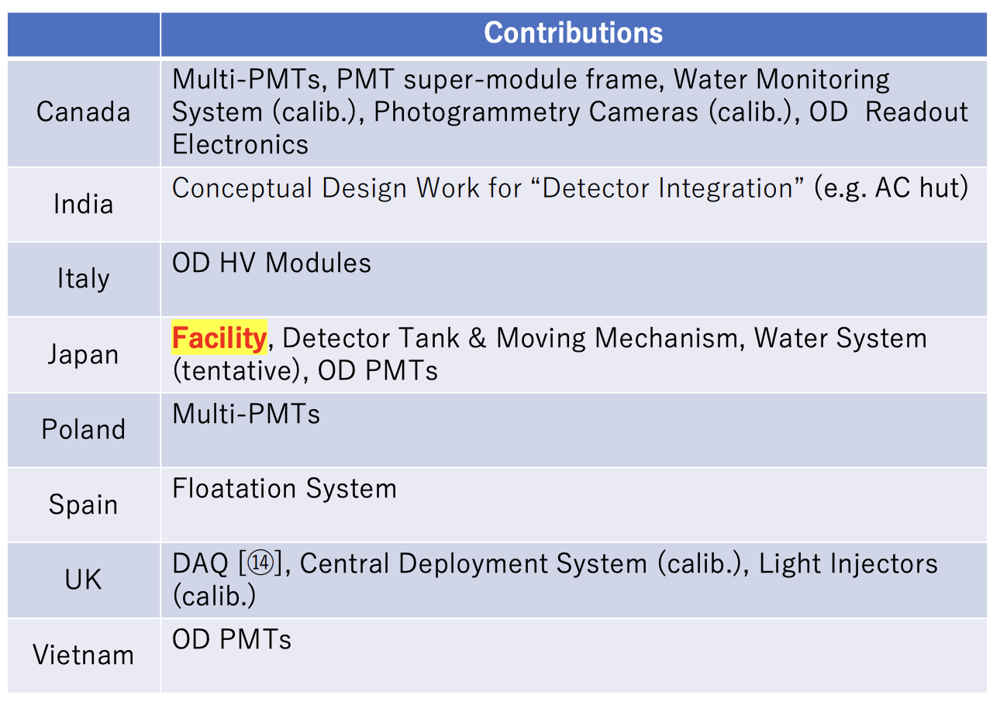 Contributions
Canada
Multi-PMTs, PMT super-module frame, Water Monitoring
System (calib.), Photogrammetry Cameras (calib.), OD  Readout
Electronics
India
Conceptual Design Work for “Detector Integration” (e.g. AC hut)
Italy
OD HV Modules
Japan
Facility, Detector Tank & Moving Mechanism, Water System
(tentative), OD PMTs
Poland
Multi-PMTs
Spain
Floatation System
UK
DAQ [⑭], Central Deployment System (calib.), Light Injectors
(calib.)
Vietnam
OD PMTs